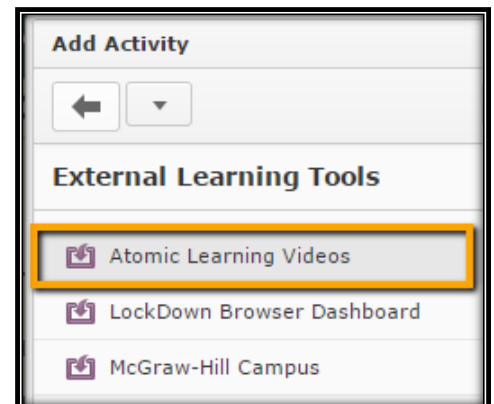 Add Activity
External Learning Tools
Atomic Learning Videos
LockDown Browser Dashboard
McGraw-Hill Campus